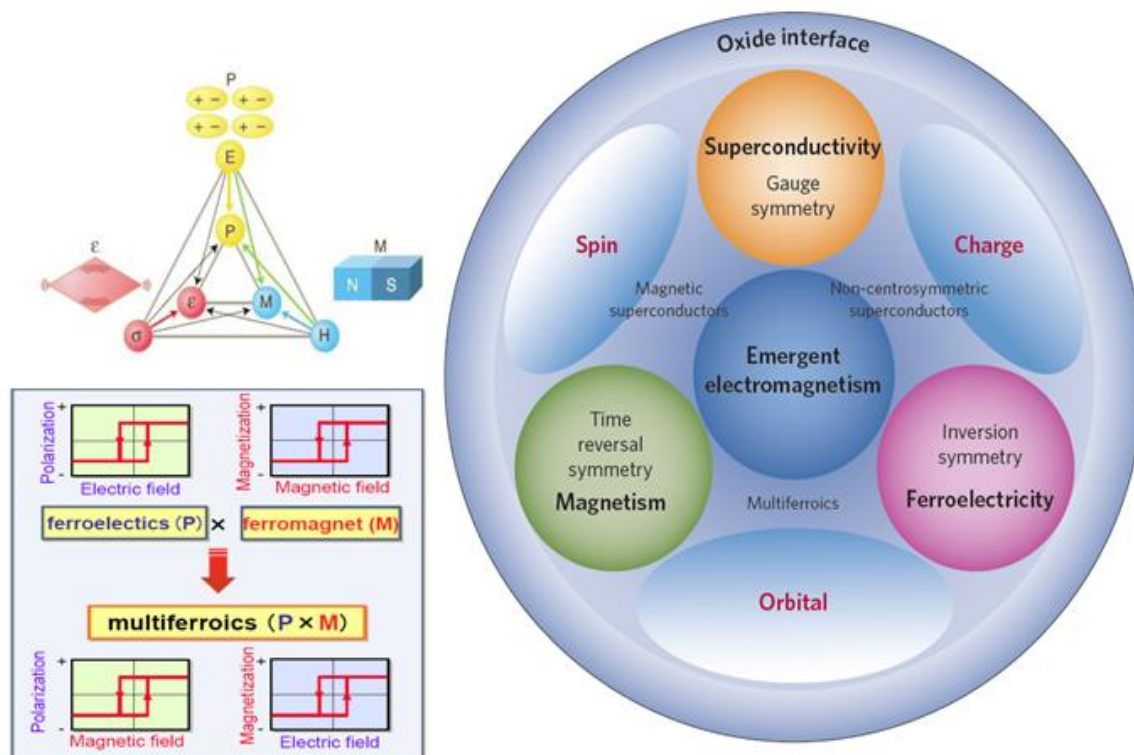 P
+ - + -
+ - + -
E
P
ε
M
N S
ε
M
σ
H
+
Polarization
-
Electric field
+
Magnetization
-
Magnetic field
ferroelectics (P) × ferromagnet (M)
multiferroics (P × M)
+
Polarization
-
Magnetic field
+
Magnetization
-
Electric field
Oxide interface
Superconductivity
Gauge
symmetry
Spin
Charge
Magnetic
superconductors
Non-centrosymmetric
superconductors
Emergent
electromagnetism
Time
reversal
symmetry
Magnetism
Inversion
symmetry
Ferroelectricity
Multiferroics
Orbital